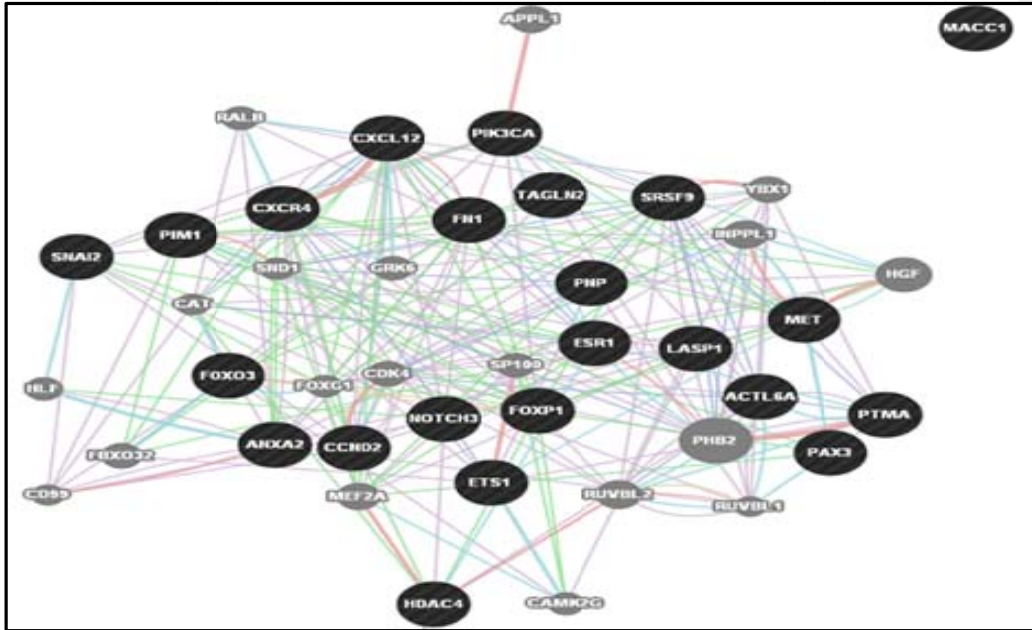 APPL1
MACC1
RALB
CXCL12
PIK3CA
TAGLN2
SRSF9
YBX1
CXCR4
FN1
PIM1
INPPL1
SNAI2
SND1
GRK6
PNP
HGF
CAT
MET
ESR1
LASP1
FOXO3
FOXG1
CDK4
SP100
HLF
ACTL6A
NOTCH3
FOXP1
PTMA
ANXA2
CCND2
PHB2
FBXO32
PAX3
CD99
MEF2A
ETS1
RUVBL2
RUVBL1
HDAC4
CAMK2G